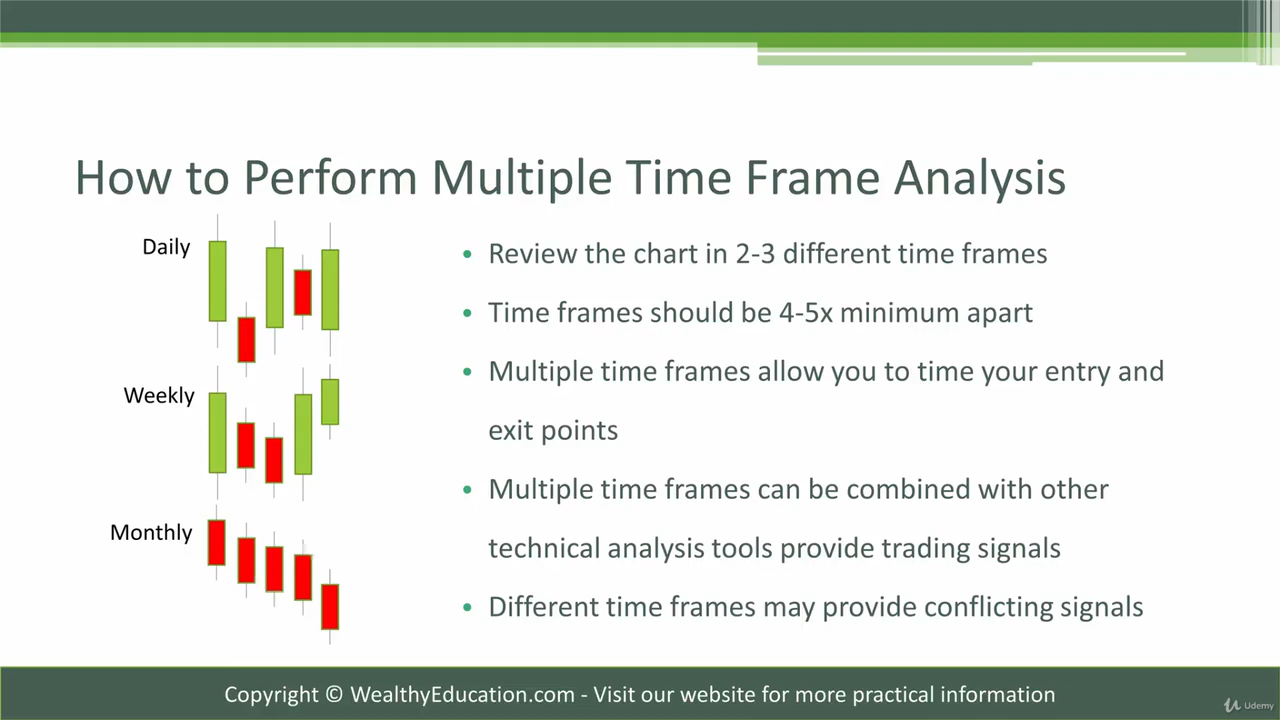 How to Perform Multiple Time Frame Analysis
Daily
Weekly
Monthly
• Review the chart in 2-3 different time frames
• Time frames should be 4-5x minimum apart
• Multiple time frames allow you to time your entry and
exit points
• Multiple time frames can be combined with other
technical analysis tools provide trading signals
• Different time frames may provide conflicting signals
Copyright © WealthyEducation.com - Visit our website for more practical information
Udemy